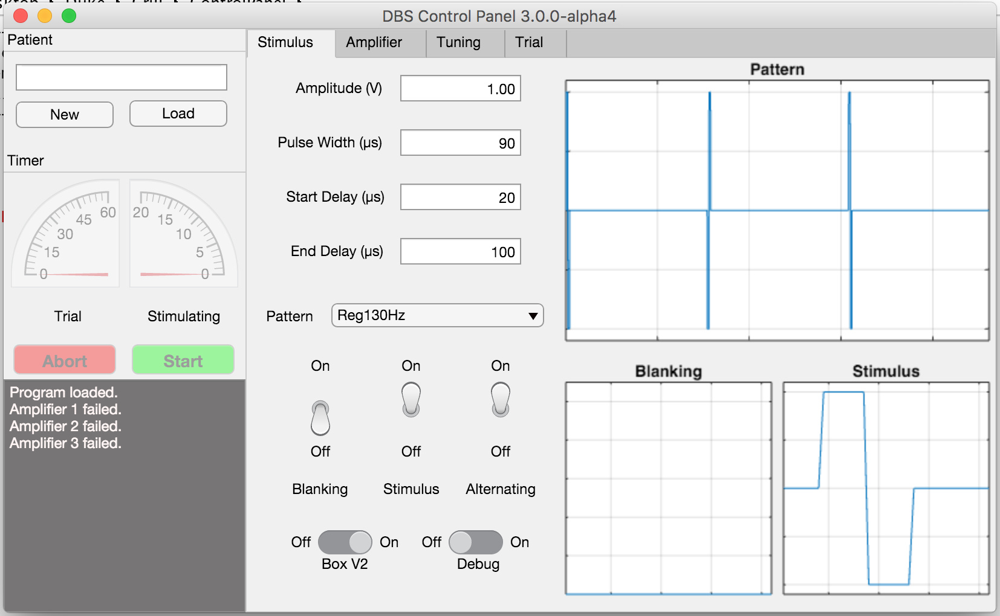 DBS Control Panel 3.0.0-alpha4
Patient
New
Load
Timer
0 15 30 45 60
20 15 10 5 0
Trial
Stimulating
Abort
Start
Program loaded.
Amplifier 1 failed.
Amplifier 2 failed.
Amplifier 3 failed.
Stimulus
Amplifier
Tuning
Trial
Amplitude (V) 1.00
Pulse Width (µs) 90
Start Delay (µs) 20
End Delay (µs) 100
Pattern Reg130Hz
On On On
Off Off Off
Blanking Stimulus Alternating
Off On Off On
Box V2 Debug
Pattern
Blanking
Stimulus